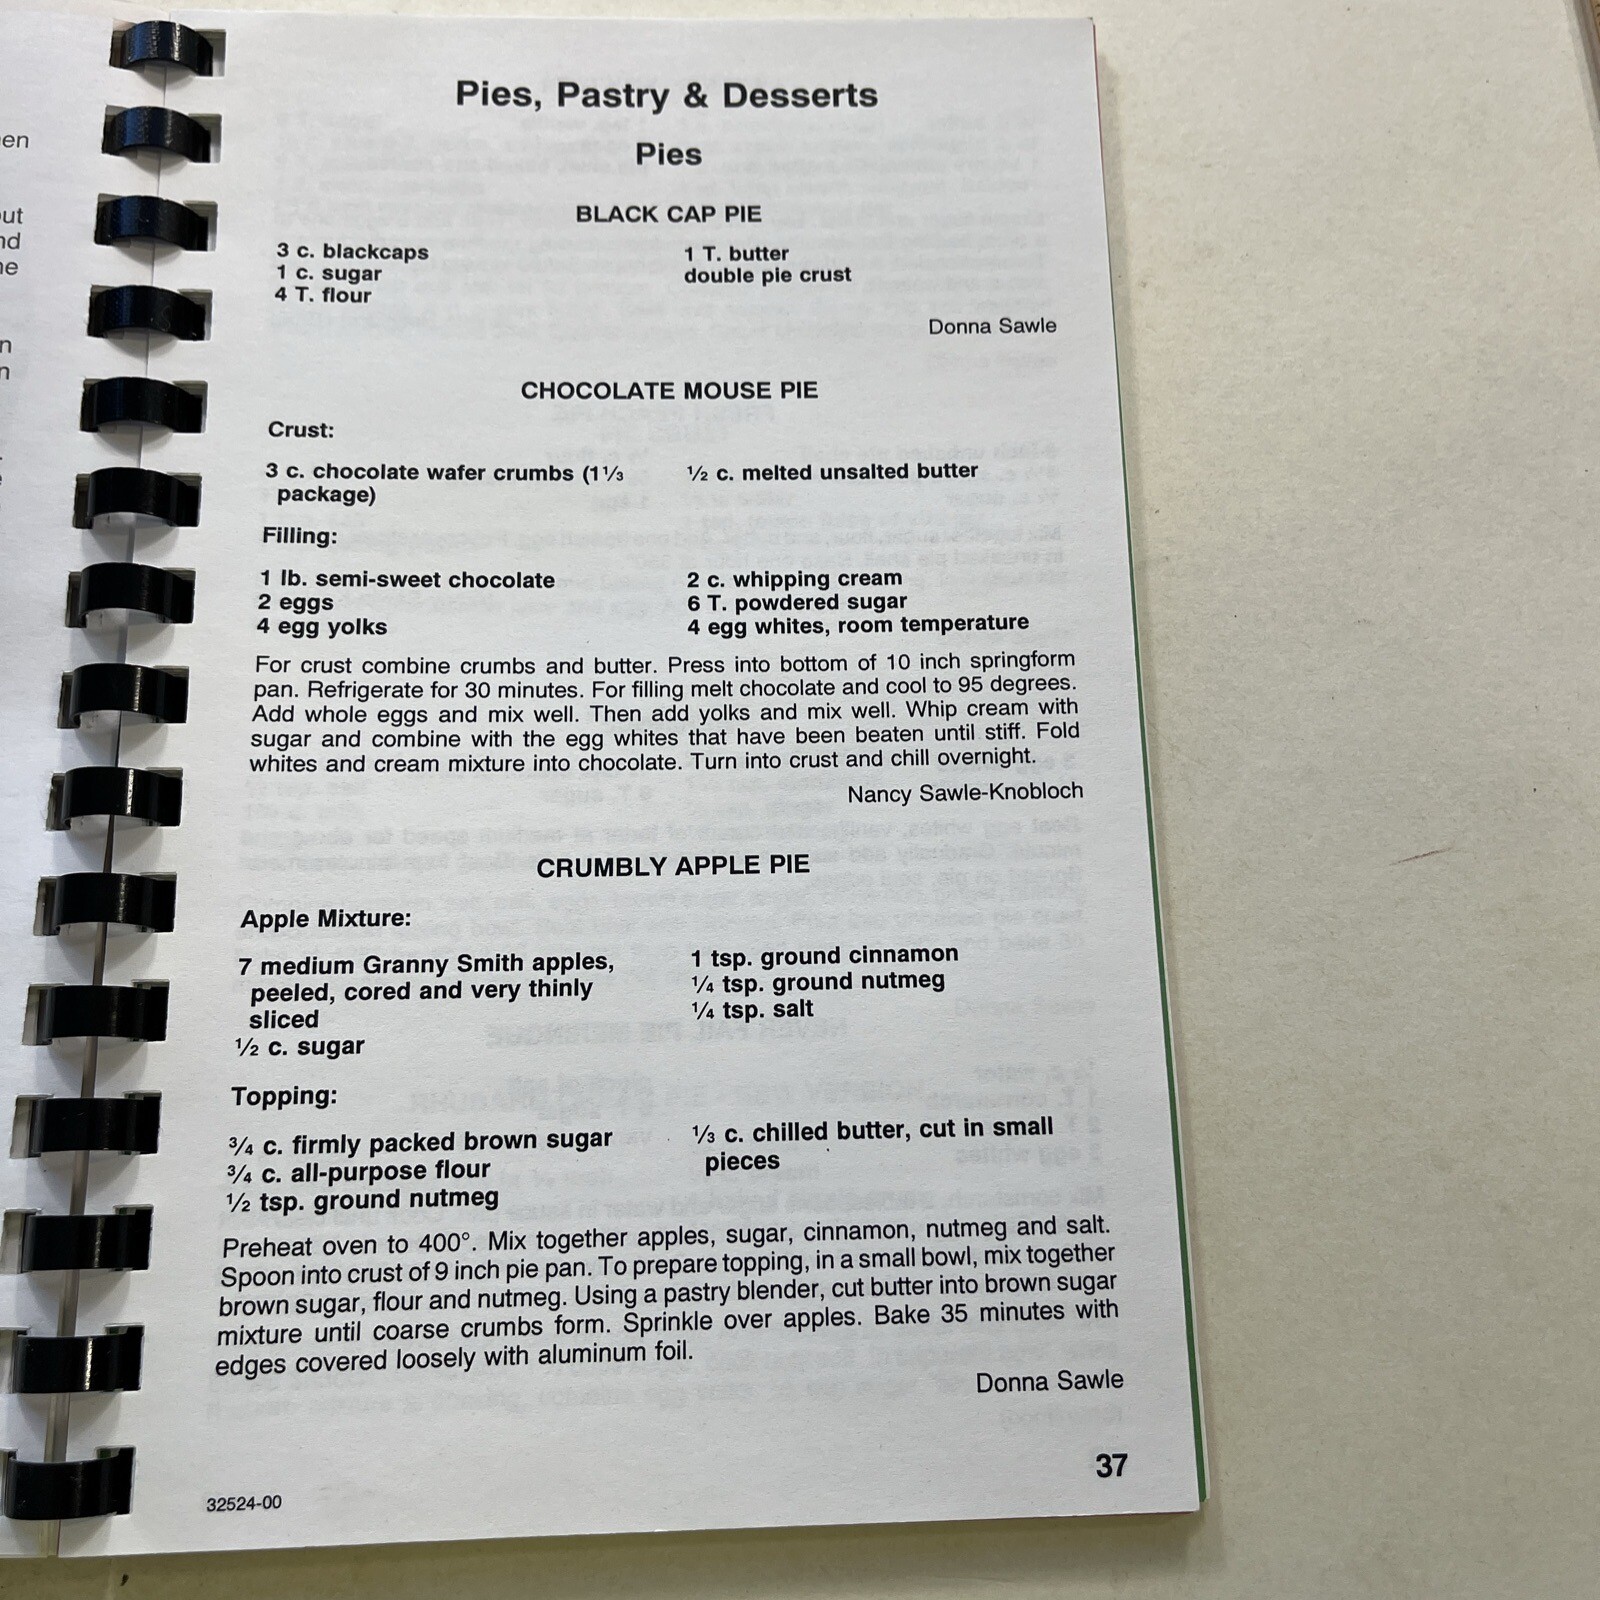 en
out
nd
he
n
n
Pies, Pastry & Desserts
Pies
BLACK CAP PIE
3 c. blackcaps
1 c. sugar
4 T. flour
1 T. butter
double pie crust
Donna Sawle
CHOCOLATE MOUSE PIE
Crust:
3 c. chocolate wafer crumbs (1⅓
package)
½ c. melted unsalted butter
Filling:
1 lb. semi-sweet chocolate
2 eggs
4 egg yolks
2 c. whipping cream
6 T. powdered sugar
4 egg whites, room temperature
For crust combine crumbs and butter. Press into bottom of 10 inch springform
pan. Refrigerate for 30 minutes. For filling melt chocolate and cool to 95 degrees.
Add whole eggs and mix well. Then add yolks and mix well. Whip cream with
sugar and combine with the egg whites that have been beaten until stiff. Fold
whites and cream mixture into chocolate. Turn into crust and chill overnight.
Nancy Sawle-Knobloch
CRUMBLY APPLE PIE
Apple Mixture:
7 medium Granny Smith apples,
peeled, cored and very thinly
sliced
½ c. sugar
1 tsp. ground cinnamon
¼ tsp. ground nutmeg
¼ tsp. salt
Topping:
¾ c. firmly packed brown sugar
¾ c. all-purpose flour
½ tsp. ground nutmeg
⅓ c. chilled butter, cut in small
pieces
Preheat oven to 400°. Mix together apples, sugar, cinnamon, nutmeg and salt.
Spoon into crust of 9 inch pie pan. To prepare topping, in a small bowl, mix together
brown sugar, flour and nutmeg. Using a pastry blender, cut butter into brown sugar
mixture until coarse crumbs form. Sprinkle over apples. Bake 35 minutes with
edges covered loosely with aluminum foil.
Donna Sawle
37
32524-00